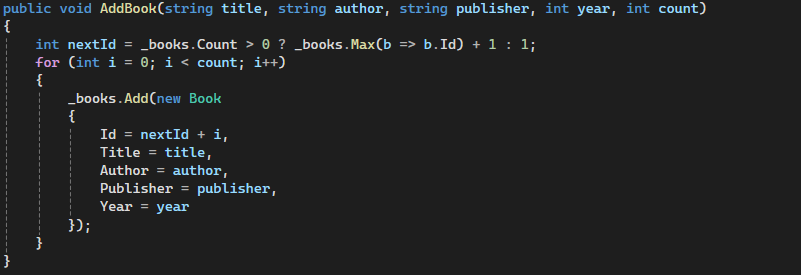 public void AddBook(string title, string author, string publisher, int year, int count)
{
    int nextId = _books.Count > 0 ? _books.Max(b => b.Id) + 1 : 1;
    for (int i = 0; i < count; i++)
    {
        _books.Add(new Book
        {
            Id = nextId + i,
            Title = title,
            Author = author,
            Publisher = publisher,
            Year = year
        });
    }
}